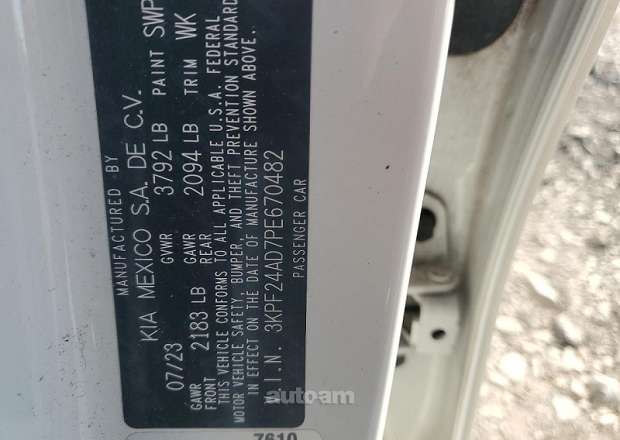 MANUFACTURED BY
KIA MEXICO S.A. DE C.V.
07/23 GVWR 3792 LB PAINT SWP
GAWR FRONT 2183 LB GAWR REAR 2094 LB TRIM WK
THIS VEHICLE CONFORMS TO ALL APPLICABLE U.S.A. FEDERAL
MOTOR VEHICLE SAFETY, BUMPER, AND THEFT PREVENTION STANDARD
IN EFFECT ON THE DATE OF MANUFACTURE SHOWN ABOVE.
V.I.N. 3KPF24AD7PE670482
PASSENGER CAR
autoam
7610